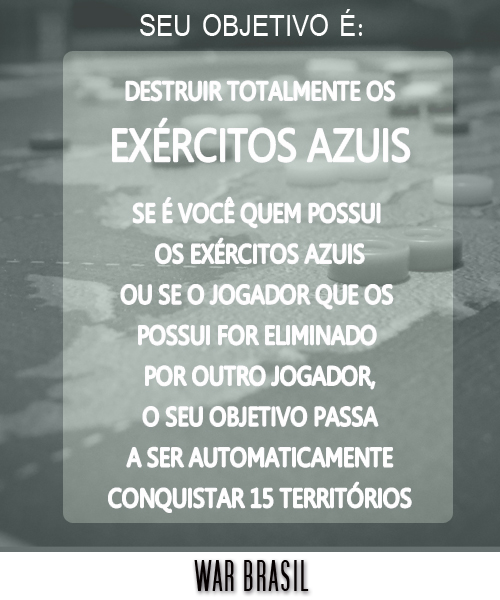 SEU OBJETIVO É:
DESTRUIR TOTALMENTE OS
EXÉRCITOS AZUIS
SE É VOCÊ QUEM POSSUI
OS EXÉRCITOS AZUIS
OU SE O JOGADOR QUE OS
POSSUI FOR ELIMINADO
POR OUTRO JOGADOR,
O SEU OBJETIVO PASSA
A SER AUTOMATICAMENTE
CONQUISTAR 15 TERRITÓRIOS
WAR BRASIL